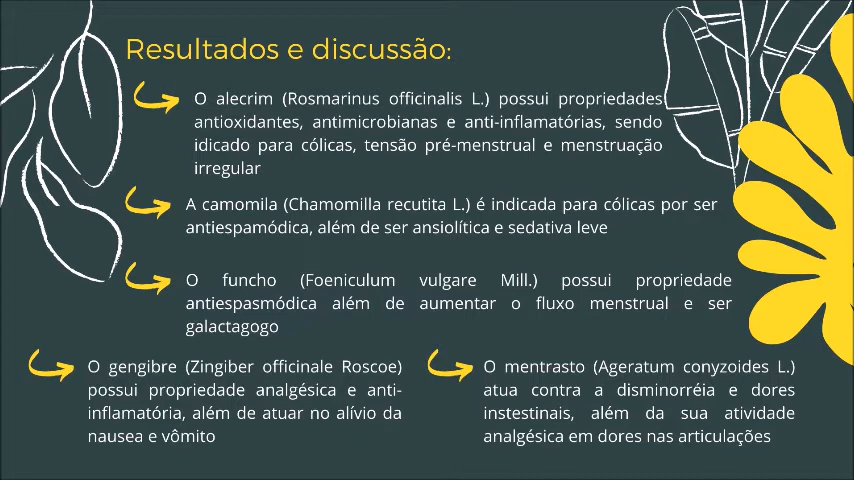 Resultados e discussão:
O alecrim (Rosmarinus officinalis L.) possui propriedades
antioxidantes, antimicrobianas e anti-inflamatórias, sendo
idicado para cólicas, tensão pré-menstrual e menstruação
irregular
A camomila (Chamomilla recutita L.) é indicada para cólicas por ser
antiespamódica, além de ser ansiolítica e sedativa leve
O funcho (Foeniculum vulgare Mill.) possui propriedade
antiespasmódica além de aumentar o fluxo menstrual e ser
galactagogo
O gengibre (Zingiber officinale Roscoe)
possui propriedade analgésica e anti-
inflamatória, além de atuar no alívio da
nausea e vômito
O mentrasto (Ageratum conyzoides L.)
atua contra a disminorréia e dores
instestinais, além da sua atividade
analgésica em dores nas articulações